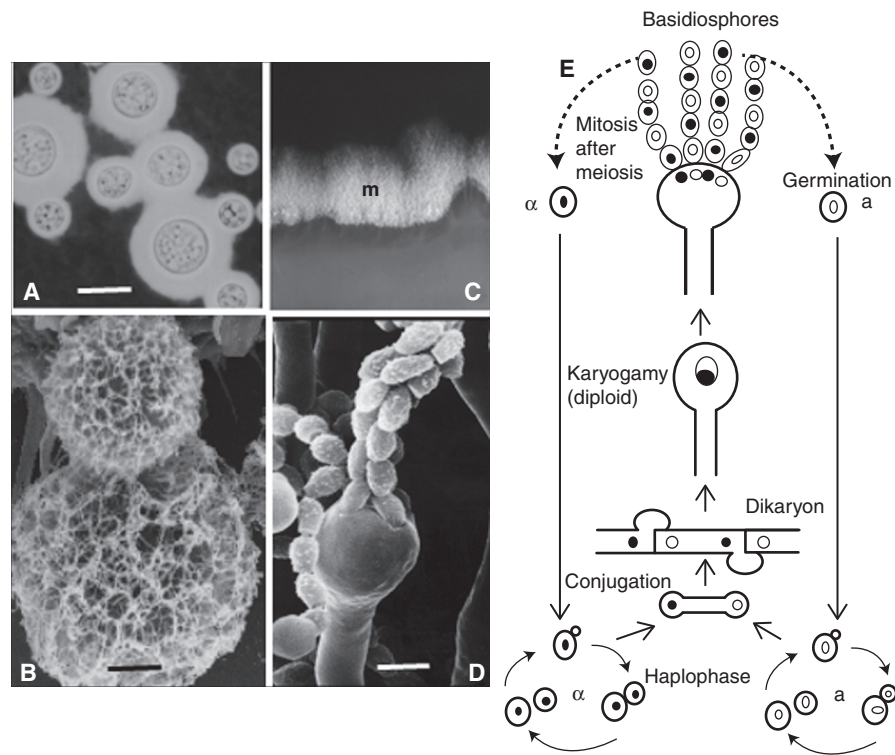 Basidiosphores
E
Mitosis
after
meiosis
Germination
α
a
A
m
C
Karyogamy
(diploid)
Dikaryon
Conjugation
B
D
Haplophase
α
a